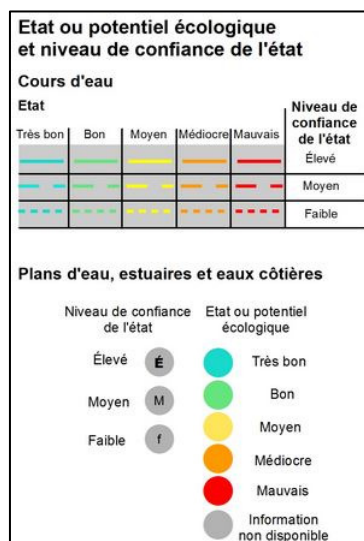 Etat ou potentiel écologique
et niveau de confiance de l'état
Cours d'eau
Etat
Niveau de
confiance
de l'état
Très bon Bon Moyen Médiocre Mauvais
Élevé
Moyen
Faible
Plans d'eau, estuaires et eaux côtières
Niveau de confiance
de l'état
Etat ou potentiel
écologique
Élevé É
Moyen M
Faible f
Très bon
Bon
Moyen
Médiocre
Mauvais
Information
non disponible